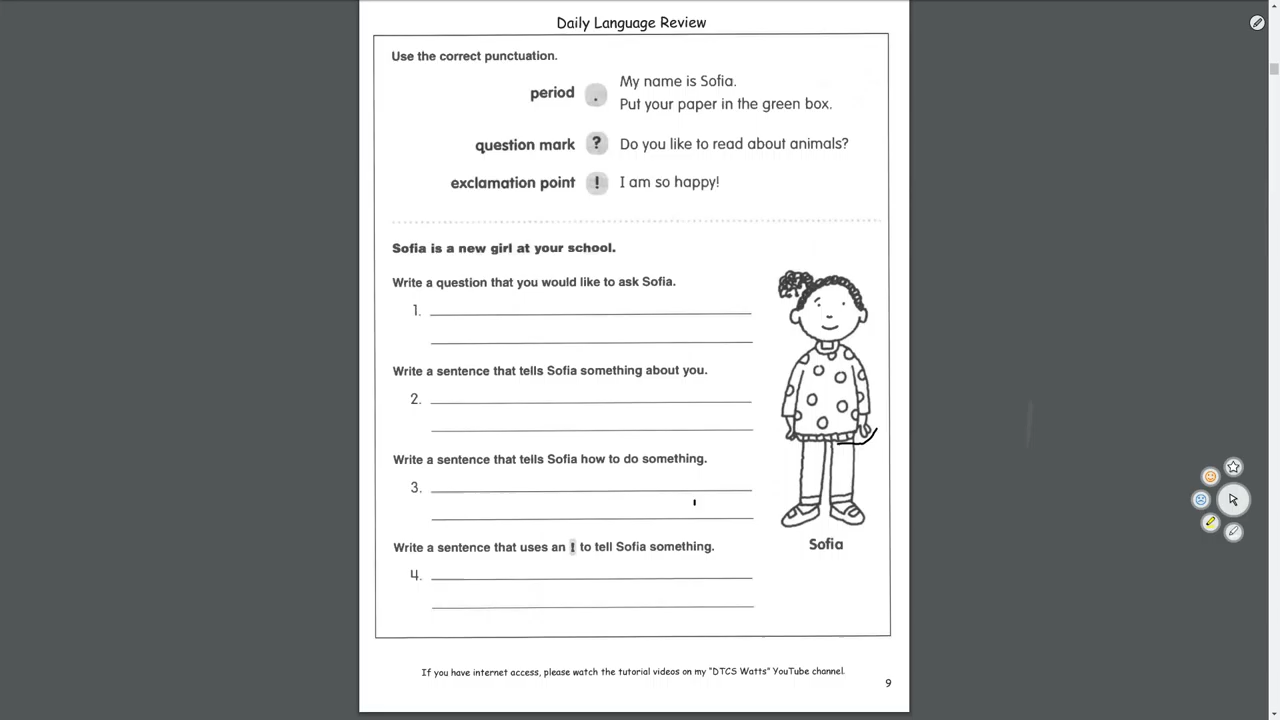 Daily Language Review
Use the correct punctuation.
period . My name is Sofia.
Put your paper in the green box.
question mark ? Do you like to read about animals?
exclamation point ! I am so happy!
Sofia is a new girl at your school.
Write a question that you would like to ask Sofia.
1.
Write a sentence that tells Sofia something about you.
2.
Write a sentence that tells Sofia how to do something.
3.
Write a sentence that uses an ! to tell Sofia something.
4.
Sofia
If you have internet access, please watch the tutorial videos on my "DTCS Watts" YouTube channel.
9